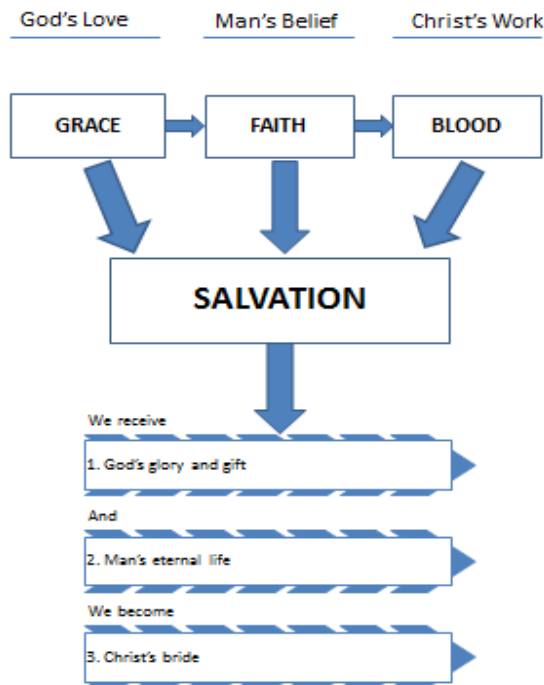 God's Love Man's Belief Christ's Work
GRACE FAITH BLOOD
SALVATION
We receive
1. God's glory and gift
And
2. Man's eternal life
We become
3. Christ's bride